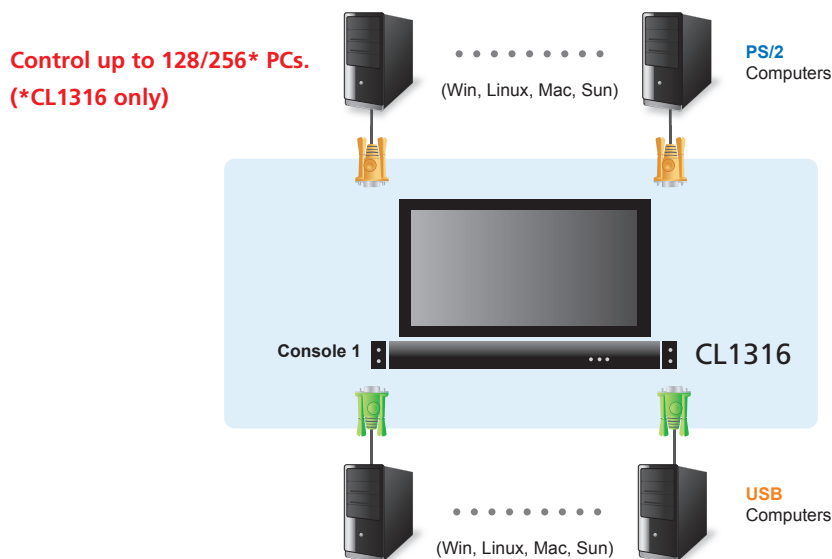 Control up to 128/256* PCs.
(*CL1316 only)
PS/2
Computers
(Win, Linux, Mac, Sun)
Console 1
CL1316
USB
Computers
(Win, Linux, Mac, Sun)